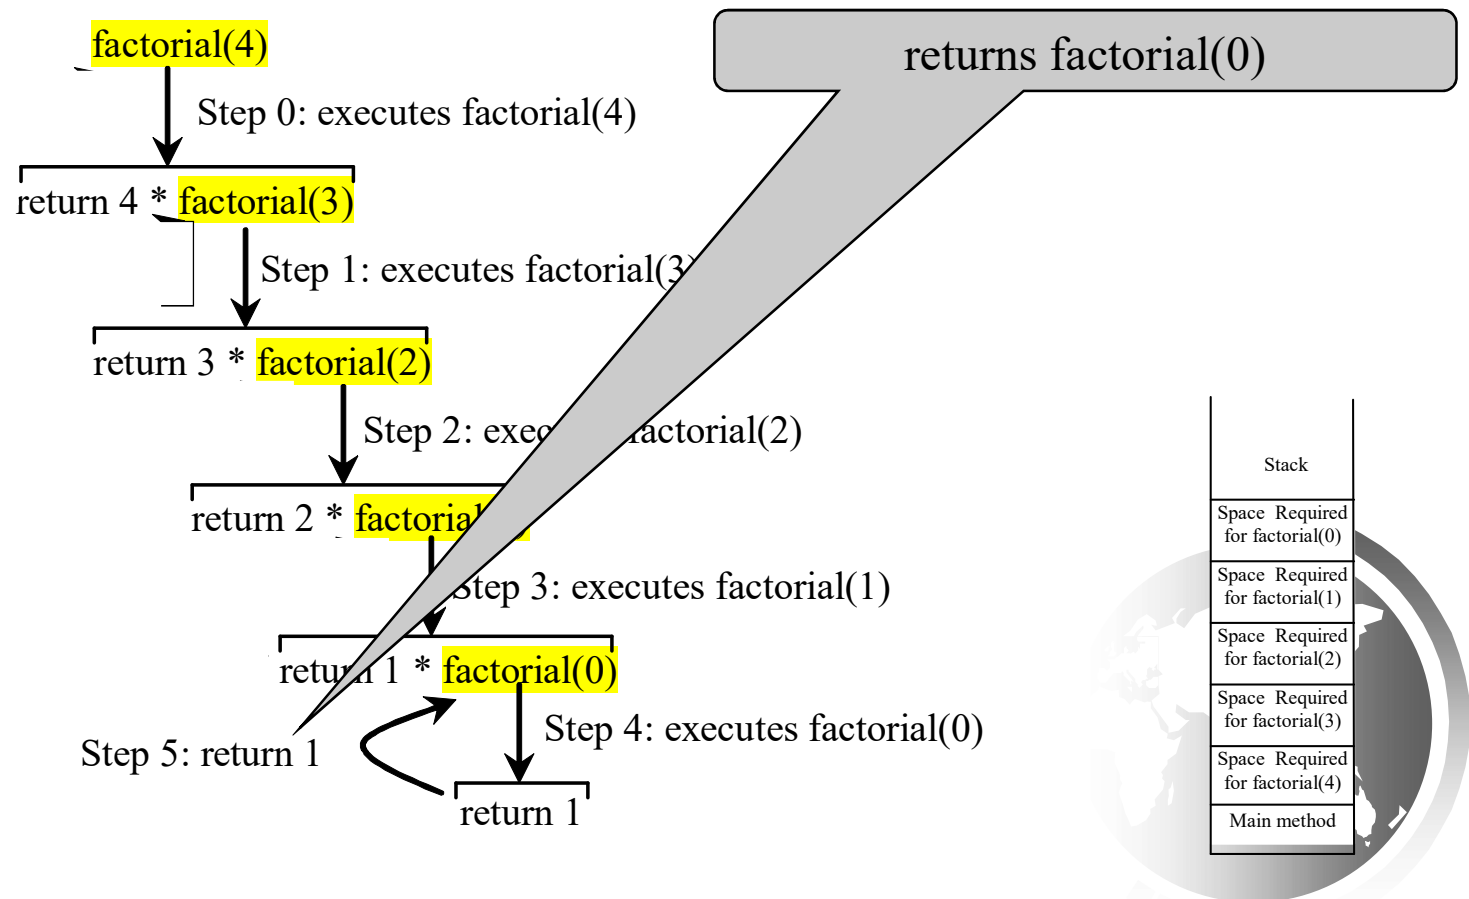 factorial(4)
returns factorial(0)
Step 0: executes factorial(4)
return 4 * factorial(3)
Step 1: executes factorial(3)
return 3 * factorial(2)
Step 2: factorial(2)
return 2 *
Step 3: executes factorial(1)
return 1 * factorial(0)
Step 4: executes factorial(0)
Step 5: return 1
return 1
Stack
Space Required
for factorial(0)
Space Required
for factorial(1)
Space Required
for factorial(2)
Space Required
for factorial(3)
Space Required
for factorial(4)
Main method